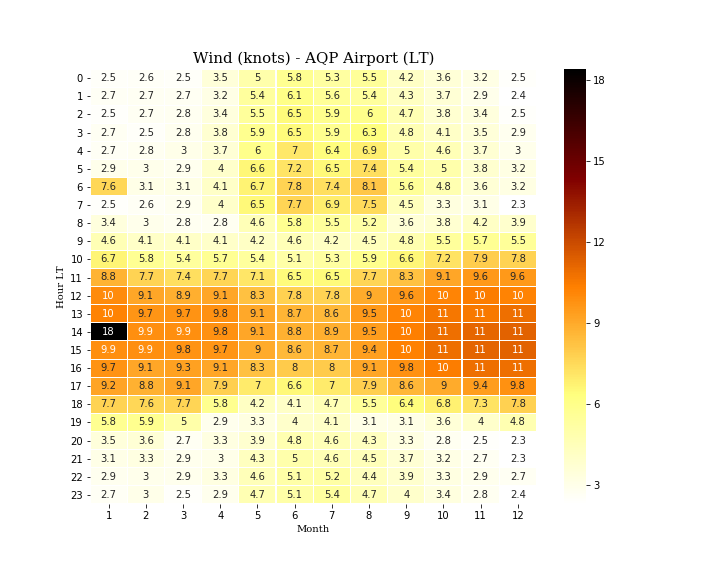 Wind (knots) - AQP Airport (LT)
0 2.5 2.6 2.5 3.5 5 5.8 5.3 5.5 4.2 3.6 3.2 2.5
1 2.7 2.7 2.7 3.2 5.4 6.1 5.6 5.4 4.3 3.7 2.9 2.4
2 2.5 2.7 2.8 3.4 5.5 6.5 5.9 6 4.7 3.8 3.4 2.5
3 2.7 2.5 2.8 3.8 5.9 6.5 5.9 6.3 4.8 4.1 3.5 2.9
4 2.7 2.8 3 3.7 6 7 6.4 6.9 5 4.6 3.7 3
5 2.9 3 2.9 4 6.6 7.2 6.5 7.4 5.4 5 3.8 3.2
6 7.6 3.1 3.1 4.1 6.7 7.8 7.4 8.1 5.6 4.8 3.6 3.2
7 2.5 2.6 2.9 4 6.5 7.7 6.9 7.5 4.5 3.3 3.1 2.3
8 3.4 3 2.8 2.8 4.6 5.8 5.5 5.2 3.6 3.8 4.2 3.9
9 4.6 4.1 4.1 4.1 4.2 4.6 4.2 4.5 4.8 5.5 5.7 5.5
10 6.7 5.8 5.4 5.7 5.4 5.1 5.3 5.9 6.6 7.2 7.9 7.8
11 8.8 7.7 7.4 7.7 7.1 6.5 6.5 7.7 8.3 9.1 9.6 9.6
12 10 9.1 8.9 9.1 8.3 7.8 7.8 9 9.6 10 10 10
13 10 9.7 9.7 9.8 9.1 8.7 8.6 9.5 10 11 11 11
14 18 9.9 9.9 9.8 9.1 8.8 8.9 9.5 10 11 11 11
15 9.9 9.9 9.8 9.7 9 8.6 8.7 9.4 10 11 11 11
16 9.7 9.1 9.3 9.1 8.3 8 8 9.1 9.8 10 11 11
17 9.2 8.8 9.1 7.9 7 6.6 7 7.9 8.6 9 9.4 9.8
18 7.7 7.6 7.7 5.8 4.2 4.1 4.7 5.5 6.4 6.8 7.3 7.8
19 5.8 5.9 5 2.9 3.3 4 4.1 3.1 3.1 3.6 4 4.8
20 3.5 3.6 2.7 3.3 3.9 4.8 4.6 4.3 3.3 2.8 2.5 2.3
21 3.1 3.3 2.9 3 4.3 5 4.6 4.5 3.7 3.2 2.7 2.3
22 2.9 3 2.9 3.3 4.6 5.1 5.2 4.4 3.9 3.3 2.9 2.7
23 2.7 3 2.5 2.9 4.7 5.1 5.4 4.7 4 3.4 2.8 2.4
1 2 3 4 5 6 7 8 9 10 11 12
Month
Hour LT
18
15
12
9
6
3